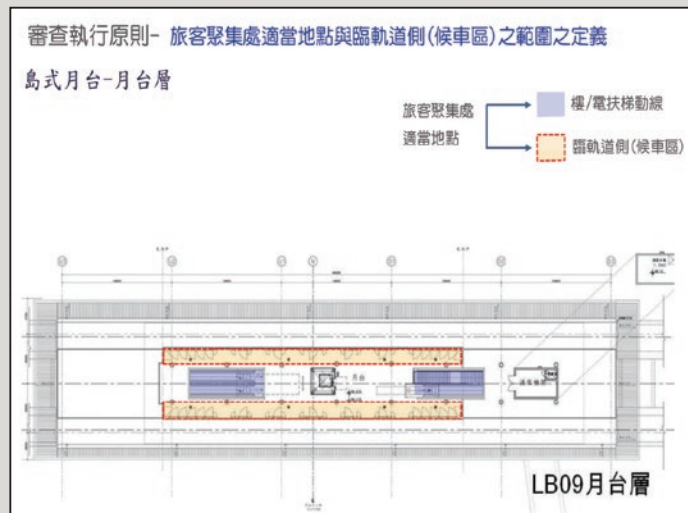 審查執行原則- 旅客聚集處適當地點與臨軌道側(候車區)之範圍之定義
島式月台-月台層
旅客聚集處
適當地點
樓/電扶梯動線
臨軌道側(候車區)
月台
LB09月台層